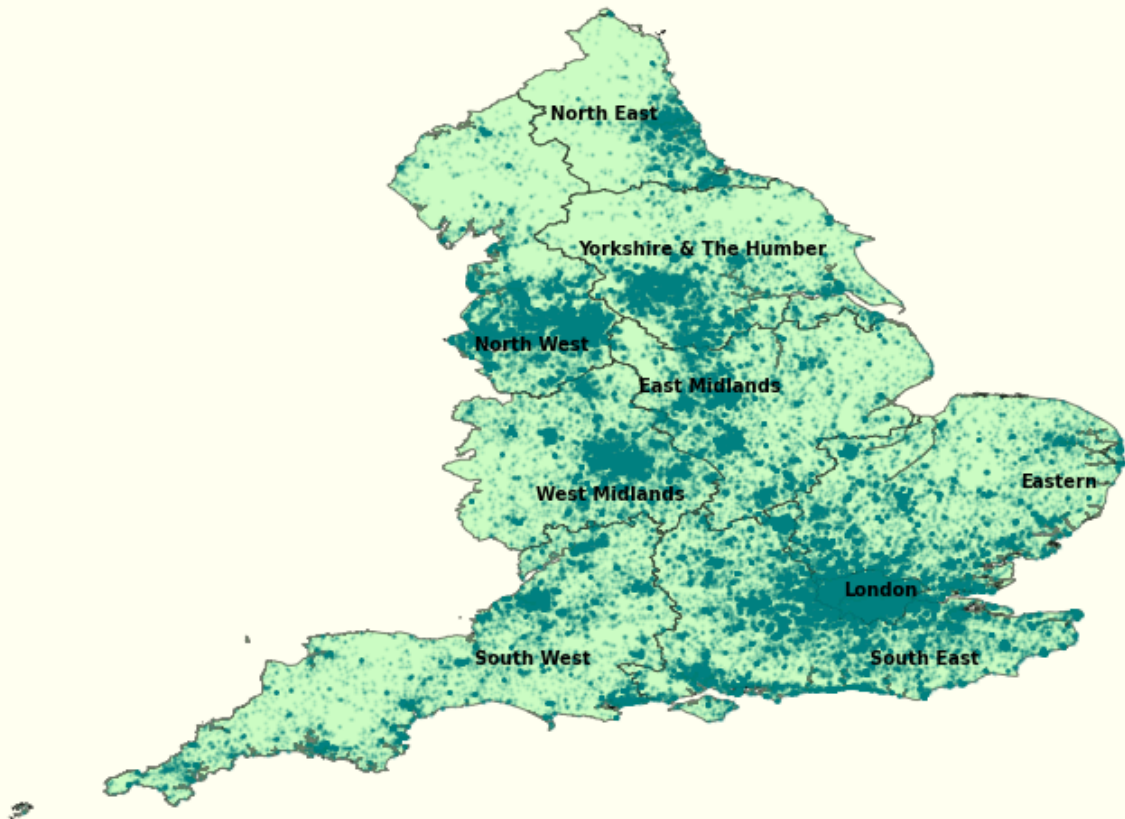 North East
Yorkshire & The Humber
North West
East Midlands
Eastern
West Midlands
London
South West
South East